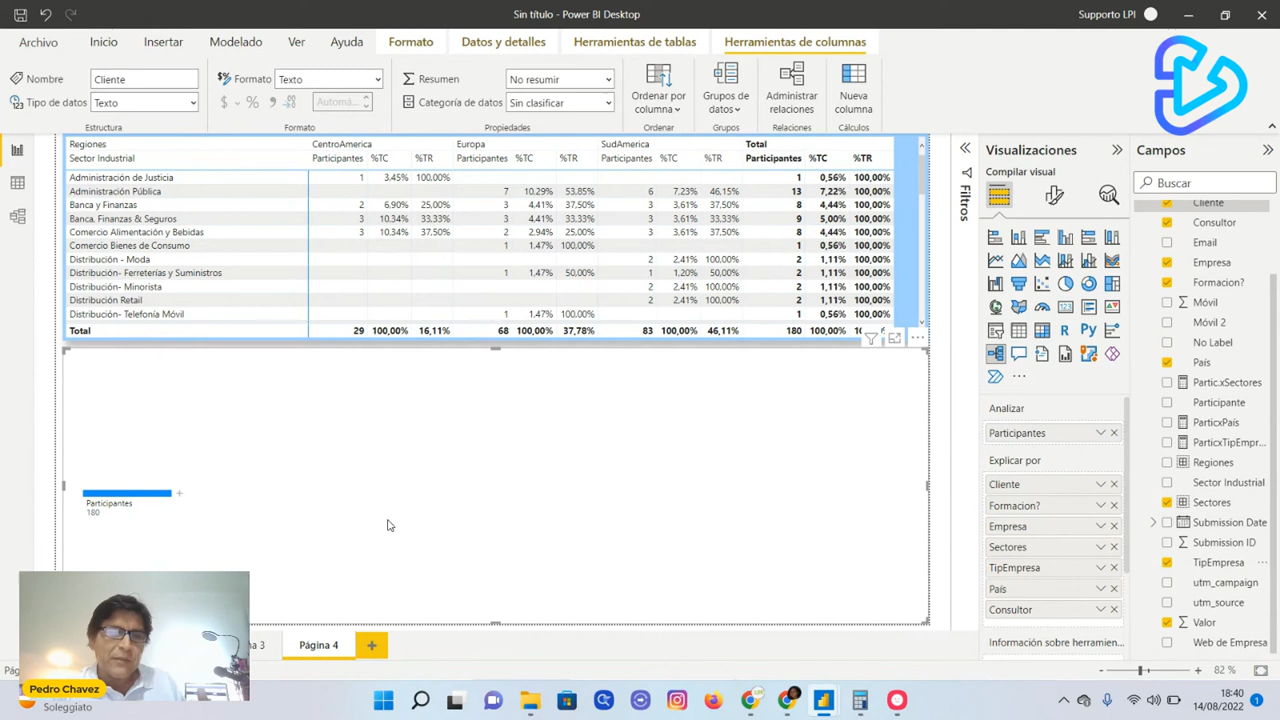 Sin título - Power BI Desktop
Supporto LPI
Archivo Inicio Insertar Modelado Ver Ayuda Formato Datos y detalles Herramientas de tablas Herramientas de columnas
Nombre Cliente
Tipo de datos Texto
Estructura
Formato Texto
$ % Automá...
Formato
Resumen No resumir
Categoría de datos Sin clasificar
Propiedades
Ordenar por columna
Ordenar
Grupos de datos
Grupos
Administrar relaciones
Relaciones
Nueva columna
Cálculos
Regiones CentroAmerica Europa SudAmerica Total
Sector Industrial Participantes %TC %TR Participantes %TC %TR Participantes %TC %TR Participantes %TC %TR
Administración de Justicia 1 3.45% 100,00% 1 0,56% 100,00%
Administración Pública 7 10.29% 53,85% 6 7,23% 46,15% 13 7,22% 100,00%
Banca y Finanzas 2 6,90% 25,00% 3 4,41% 37,50% 3 3,61% 37,50% 8 4,44% 100,00%
Banca. Finanzas & Seguros 3 10.34% 33,33% 3 4,41% 33,33% 3 3,61% 33,33% 9 5,00% 100,00%
Comercio Alimentación y Bebidas 3 10.34% 37,50% 2 2,94% 25,00% 3 3,61% 37,50% 8 4,44% 100,00%
Comercio Bienes de Consumo 1 1.47% 100,00% 1 0,56% 100,00%
Distribución - Moda 2 2.41% 100,00% 2 1,11% 100,00%
Distribución- Ferreterías y Suministros 1 1.47% 50,00% 1 1,20% 50,00% 2 1,11% 100,00%
Distribución- Minorista 2 2.41% 100,00% 2 1,11% 100,00%
Distribución Retail 2 2.41% 100,00% 2 1,11% 100,00%
Distribución- Telefonía Móvil 1 1.47% 100,00% 1 0,56% 100,00%
Total 29 100,00% 16,11% 68 100,00% 37,78% 83 100,00% 46,11% 180 100,00%
Participantes
180
Filtros
Visualizaciones
Compilar visual
R Py
Analizar
Participantes
Explicar por
Cliente
Formacion?
Empresa
Sectores
TipEmpresa
País
Consultor
Información sobre herramien...
Campos
Buscar
Cliente
Consultor
Email
Empresa
Formacion?
Móvil
Móvil 2
No Label
País
Partic.xSectores
Participante
ParticxPaís
ParticxTipEmpr...
Regiones
Sector Industrial
Sectores
Submission Date
Submission ID
TipEmpresa
utm_campaign
utm_source
Valor
Web de Empresa
Pedro Chavez
Soleggiato
Página 4
82 %
18:40
14/08/2022